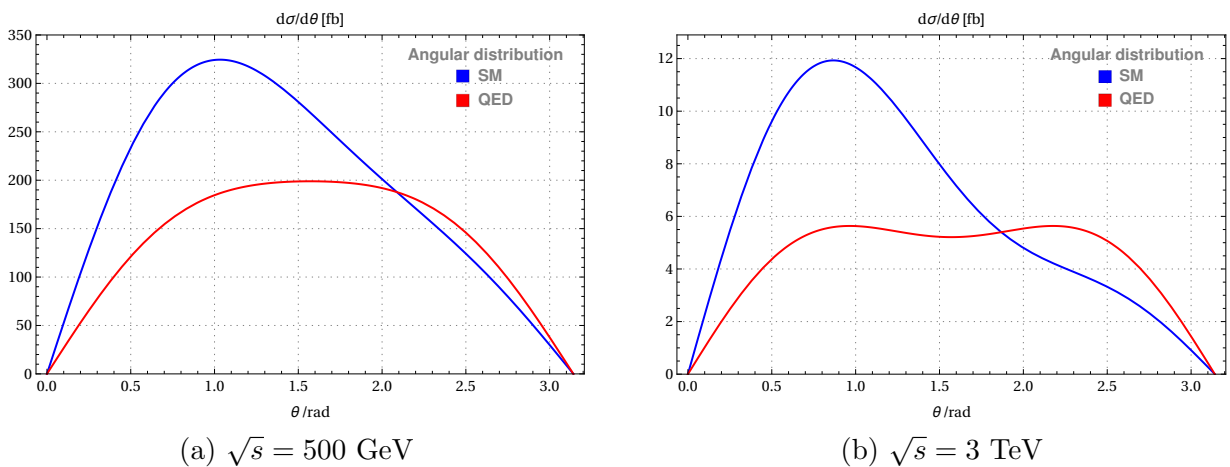 dσ/dθ [fb]
350
300
250
200
150
100
50
0
0.0 0.5 1.0 1.5 2.0 2.5 3.0
θ /rad
Angular distribution
SM
QED
(a) √s = 500 GeV
dσ/dθ [fb]
12
10
8
6
4
2
0
0.0 0.5 1.0 1.5 2.0 2.5 3.0
θ /rad
Angular distribution
SM
QED
(b) √s = 3 TeV